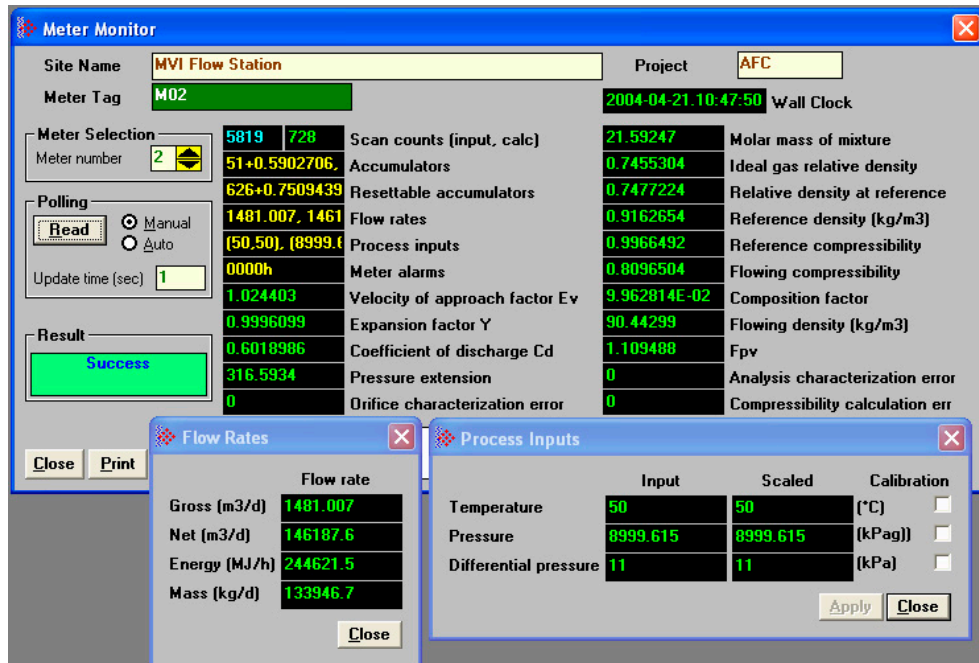 Meter Monitor
Site Name MVI Flow Station Project AFC
Meter Tag M02 2004-04-21.10:47:50 Wall Clock
Meter Selection
Meter number 2
Polling
Read Manual
Auto
Update time (sec) 1
Result
Success
5819 728 Scan counts (input, calc)
51+0.5902706, Accumulators
626+0.7509439 Resettable accumulators
1481.007, 1461 Flow rates
(50,50), (8999.6 Process inputs
0000h Meter alarms
1.024403 Velocity of approach factor Ev
0.9996099 Expansion factor Y
0.6018986 Coefficient of discharge Cd
316.5934 Pressure extension
0 Orifice characterization error
21.59247 Molar mass of mixture
0.7455304 Ideal gas relative density
0.7477224 Relative density at reference
0.9162654 Reference density (kg/m3)
0.9966492 Reference compressibility
0.8096504 Flowing compressibility
9.962814E-02 Composition factor
90.44299 Flowing density (kg/m3)
1.109488 Fpv
0 Analysis characterization error
0 Compressibility calculation err
Close Print
Flow Rates
Flow rate
Gross (m3/d) 1481.007
Net (m3/d) 146187.6
Energy (MJ/h) 244621.5
Mass (kg/d) 133946.7
Close
Process Inputs
Input Scaled Calibration
Temperature 50 50 (°C)
Pressure 8999.615 8999.615 (kPag))
Differential pressure 11 11 (kPa)
Apply Close